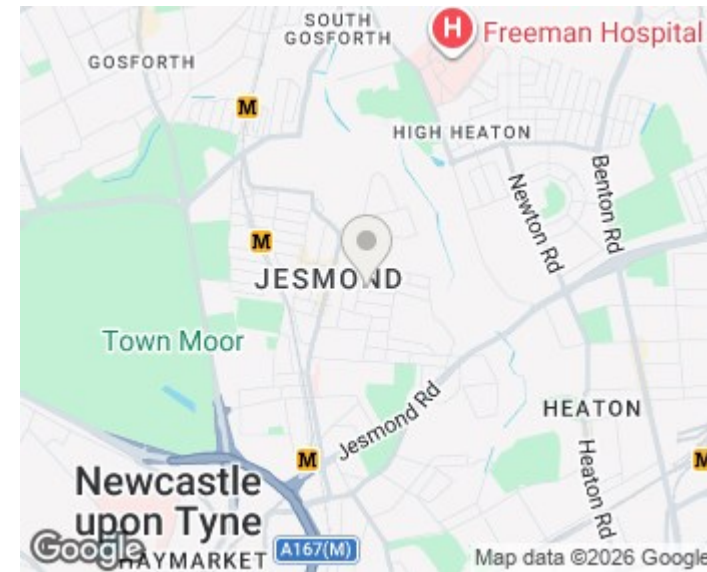 SOUTH
GOSFORTH
H Freeman Hospital
GOSFORTH
M
HIGH HEATON
Benton Rd
Newton Rd
M
JESMOND
Town Moor
HEATON
Jesmond Rd
M
M
Heaton Rd
Newcastle
upon Tyne
HAYMARKET
A167(M)
Google
Map data ©2026 Google